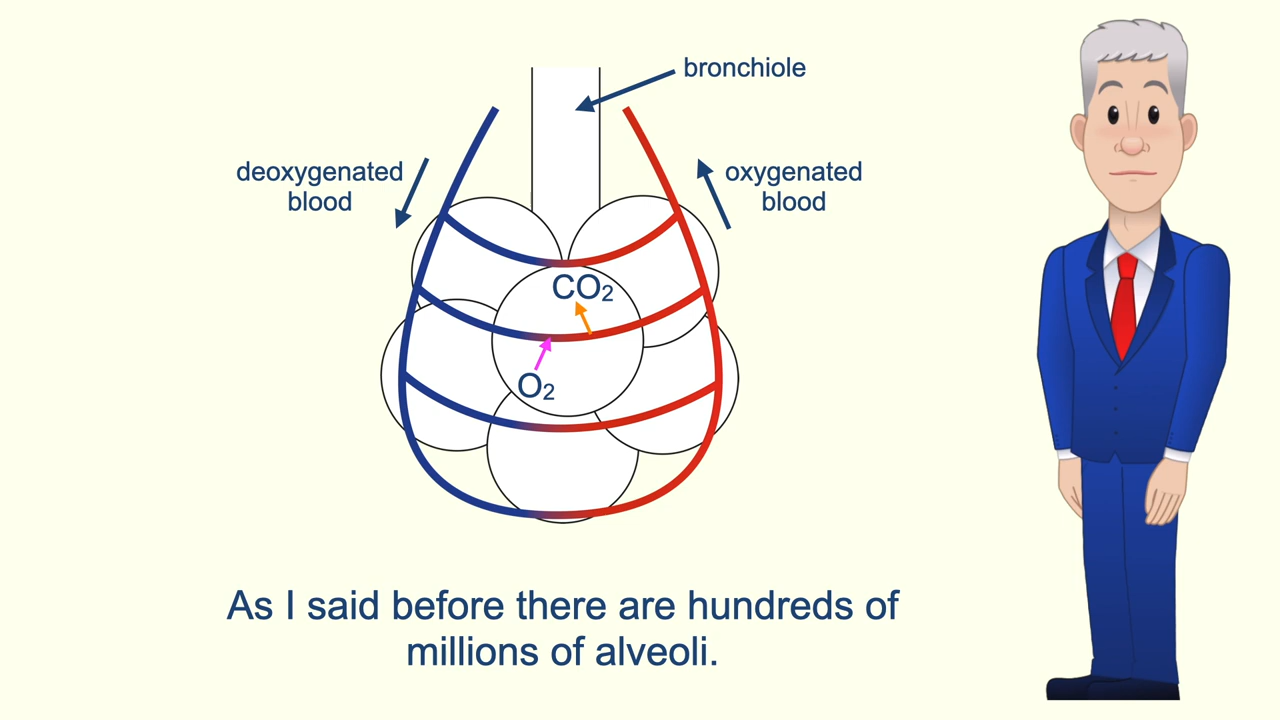 bronchiole
deoxygenated
blood
oxygenated
blood
CO₂
O₂
As I said before there are hundreds of
millions of alveoli.